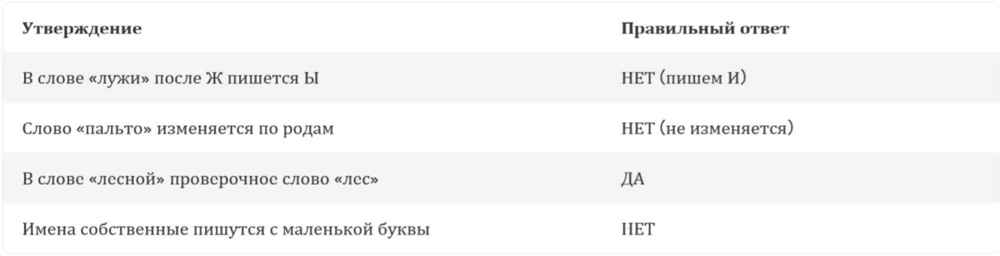 Утверждение Правильный ответ
В слове «лужи» после Ж пишется Ы НЕТ (пишем И)
Слово «пальто» изменяется по родам НЕТ (не изменяется)
В слове «лесной» проверочное слово «лес» ДА
Имена собственные пишутся с маленькой буквы НЕТ